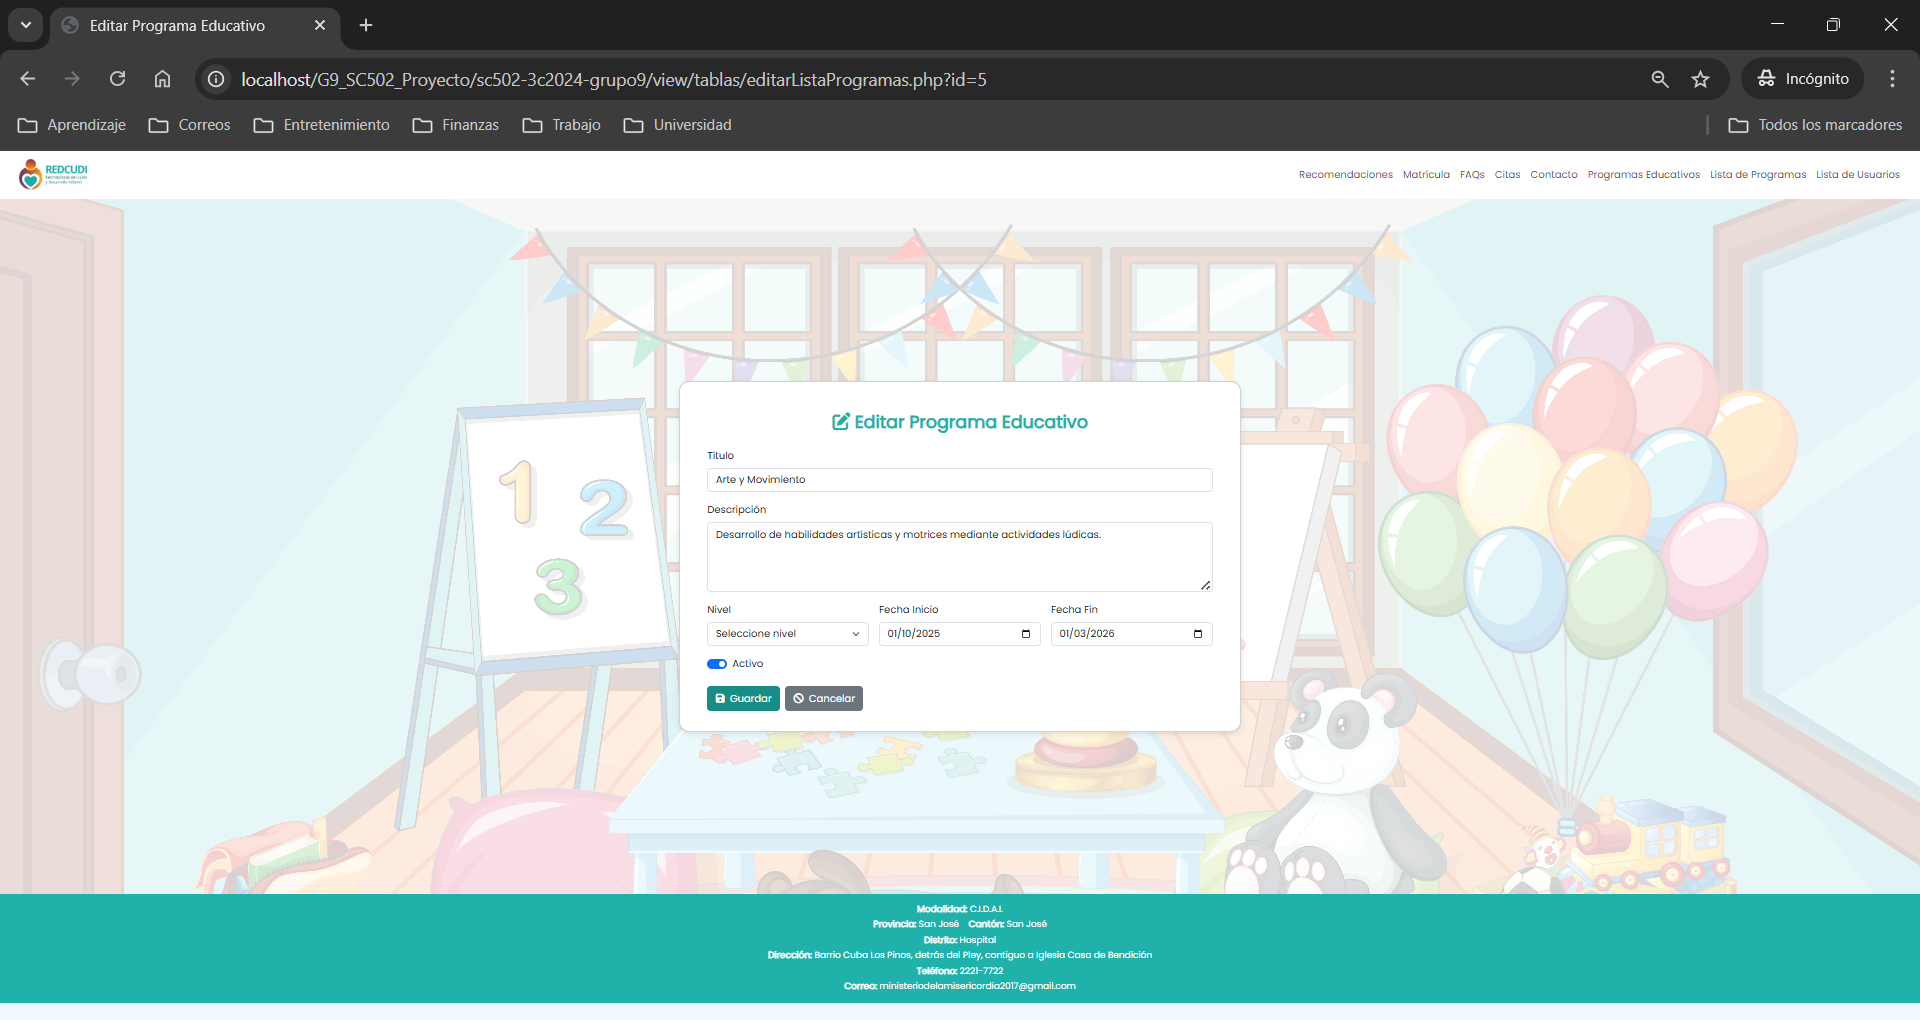 Editar Programa Educativo
localhost/G9_SC502_Proyecto/sc502-3c2024-grupo9/view/tablas/editarListaProgramas.php?id=5
Incógnito
Aprendizaje Correos Entretenimiento Finanzas Trabajo Universidad Todos los marcadores
REDCUDI
Recomendaciones Matrícula FAQs Citas Contacto Programas Educativos Lista de Programas Lista de Usuarios
1
2
3
Editar Programa Educativo
Título
Arte y Movimiento
Descripción
Desarrollo de habilidades artísticas y motrices mediante actividades lúdicas.
Nivel Fecha Inicio Fecha Fin
Seleccione nivel 01/10/2025 01/03/2026
Activo
Guardar Cancelar
Modalidad: C.I.D.A.I.
Provincia: San José Cantón: San José
Distrito: Hospital
Dirección: Barrio Cuba Los Pinos, detrás del Play, contiguo a Iglesia Casa de Bendición
Teléfono: 2221-7722
Correo: ministeriodelamisericordia2017@gmail.com